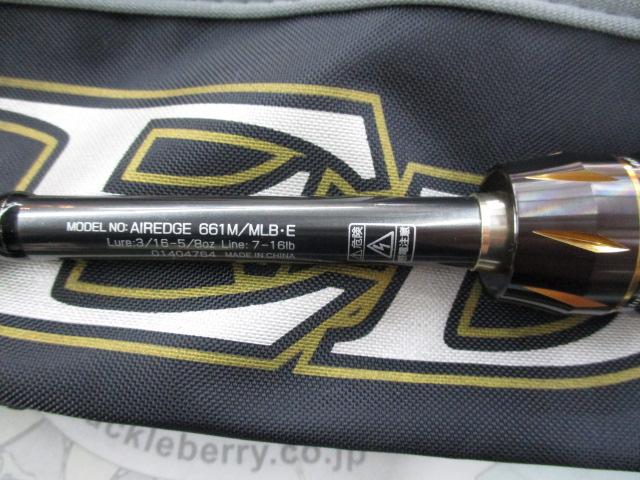 MODEL NO: AIREDGE 661M/MLB・E
Lure:3/16-5/8oz Line: 7-16lb
01404764 MADE IN CHINA
危険
感電注意
ckleberry.co.jp